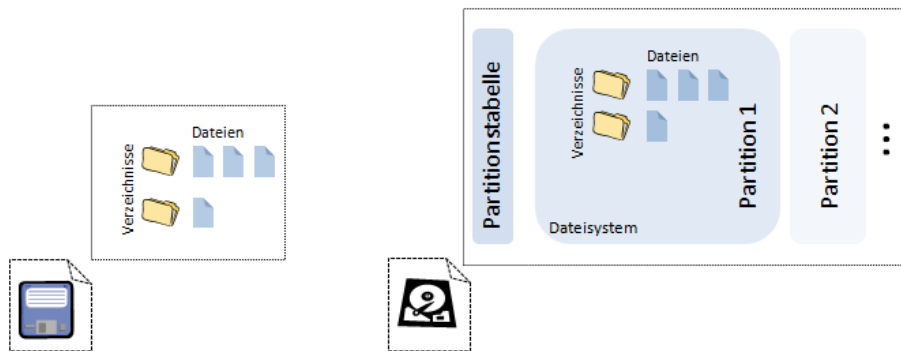 Dateien
Verzeichnisse
Partitionstabelle
Dateien
Verzeichnisse
Dateisystem
Partition 1
Partition 2
...